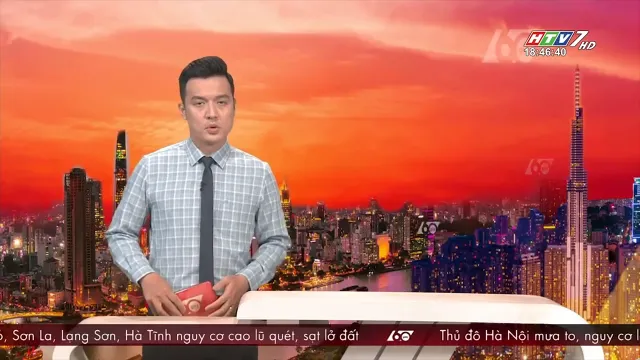 HTV7 HD
18:46:40
, Sơn La, Lạng Sơn, Hà Tĩnh nguy cơ cao lũ quét, sạt lở đất 60 Thủ đô Hà Nội mưa to, nguy cơ l